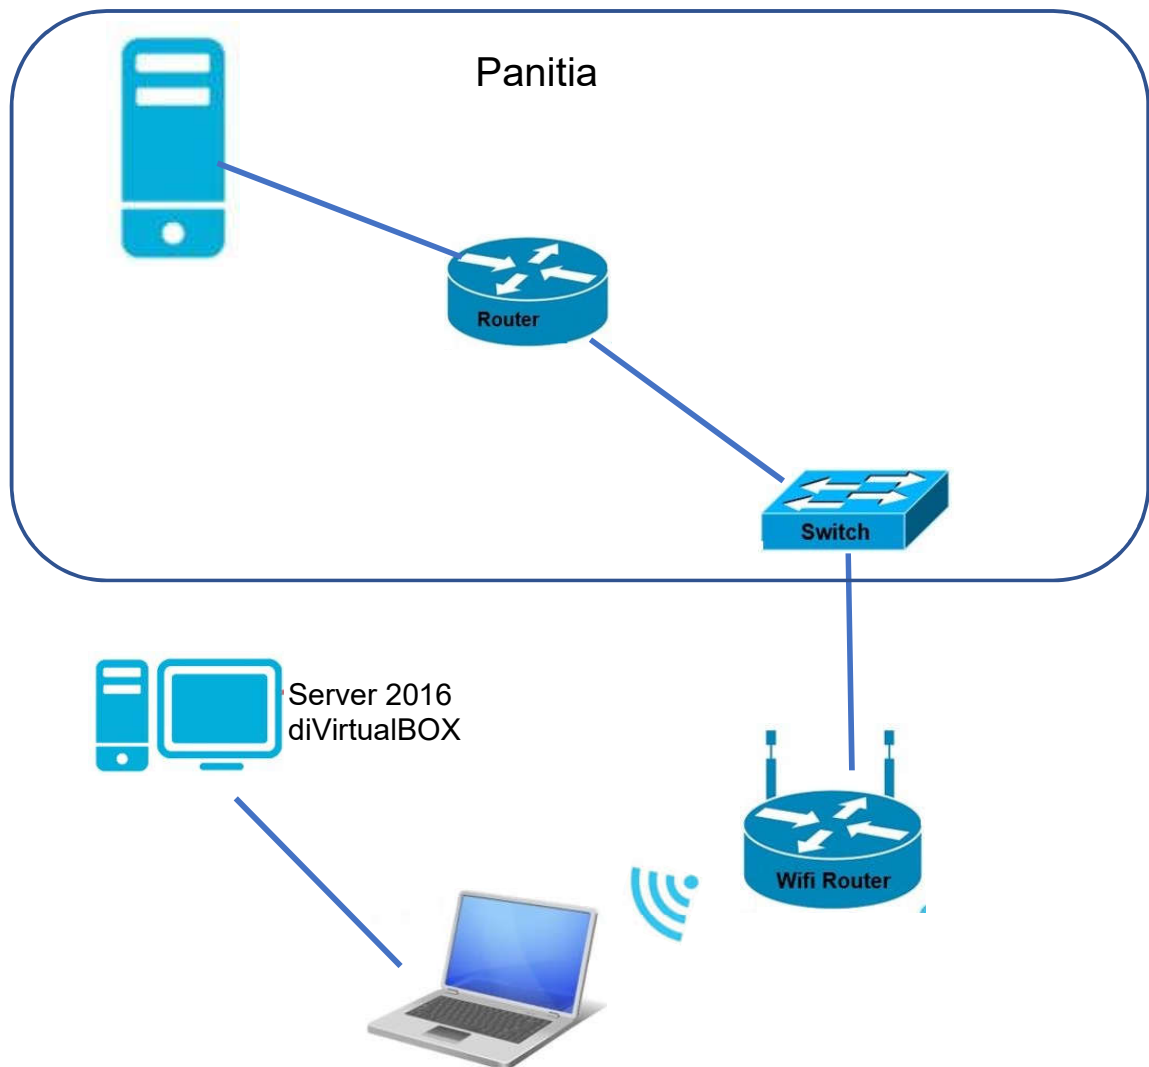 Panitia
Router
Switch
Server 2016
diVirtualBOX
Wifi Router